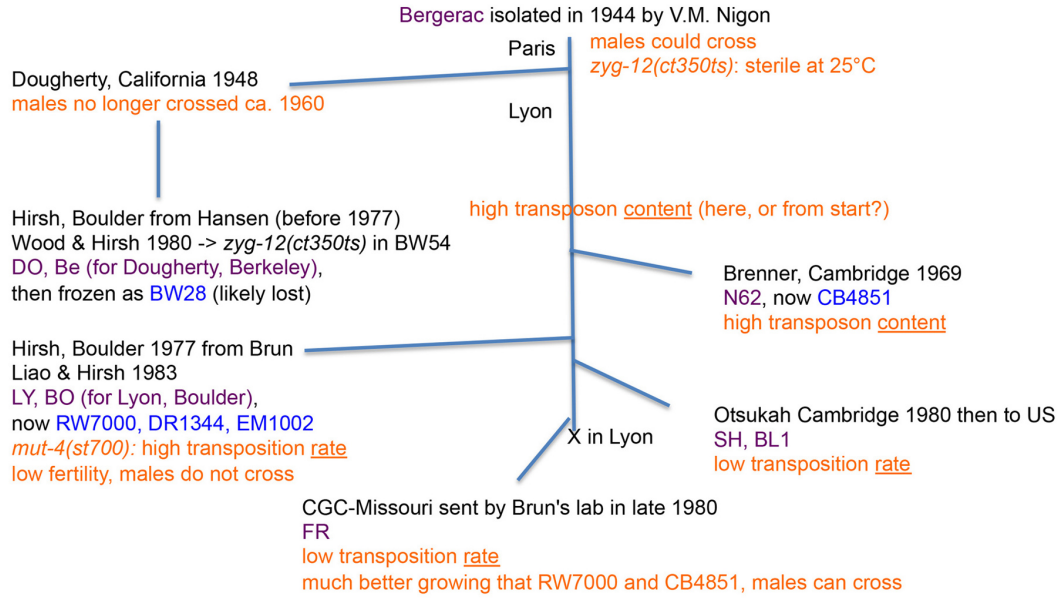 Bergerac isolated in 1944 by V.M. Nigon
Paris
males could cross
zyg-12(ct350ts): sterile at 25°C
Dougherty, California 1948
males no longer crossed ca. 1960
Lyon
high transposon content (here, or from start?)
Hirsh, Boulder from Hansen (before 1977)
Wood & Hirsh 1980 -> zyg-12(ct350ts) in BW54
DO, Be (for Dougherty, Berkeley),
then frozen as BW28 (likely lost)
Brenner, Cambridge 1969
N62, now CB4851
high transposon content
Hirsh, Boulder 1977 from Brun
Liao & Hirsh 1983
LY, BO (for Lyon, Boulder),
now RW7000, DR1344, EM1002
mut-4(st700): high transposition rate
low fertility, males do not cross
Otsukah Cambridge 1980 then to US
SH, BL1
low transposition rate
X in Lyon
CGC-Missouri sent by Brun's lab in late 1980
FR
low transposition rate
much better growing that RW7000 and CB4851, males can cross